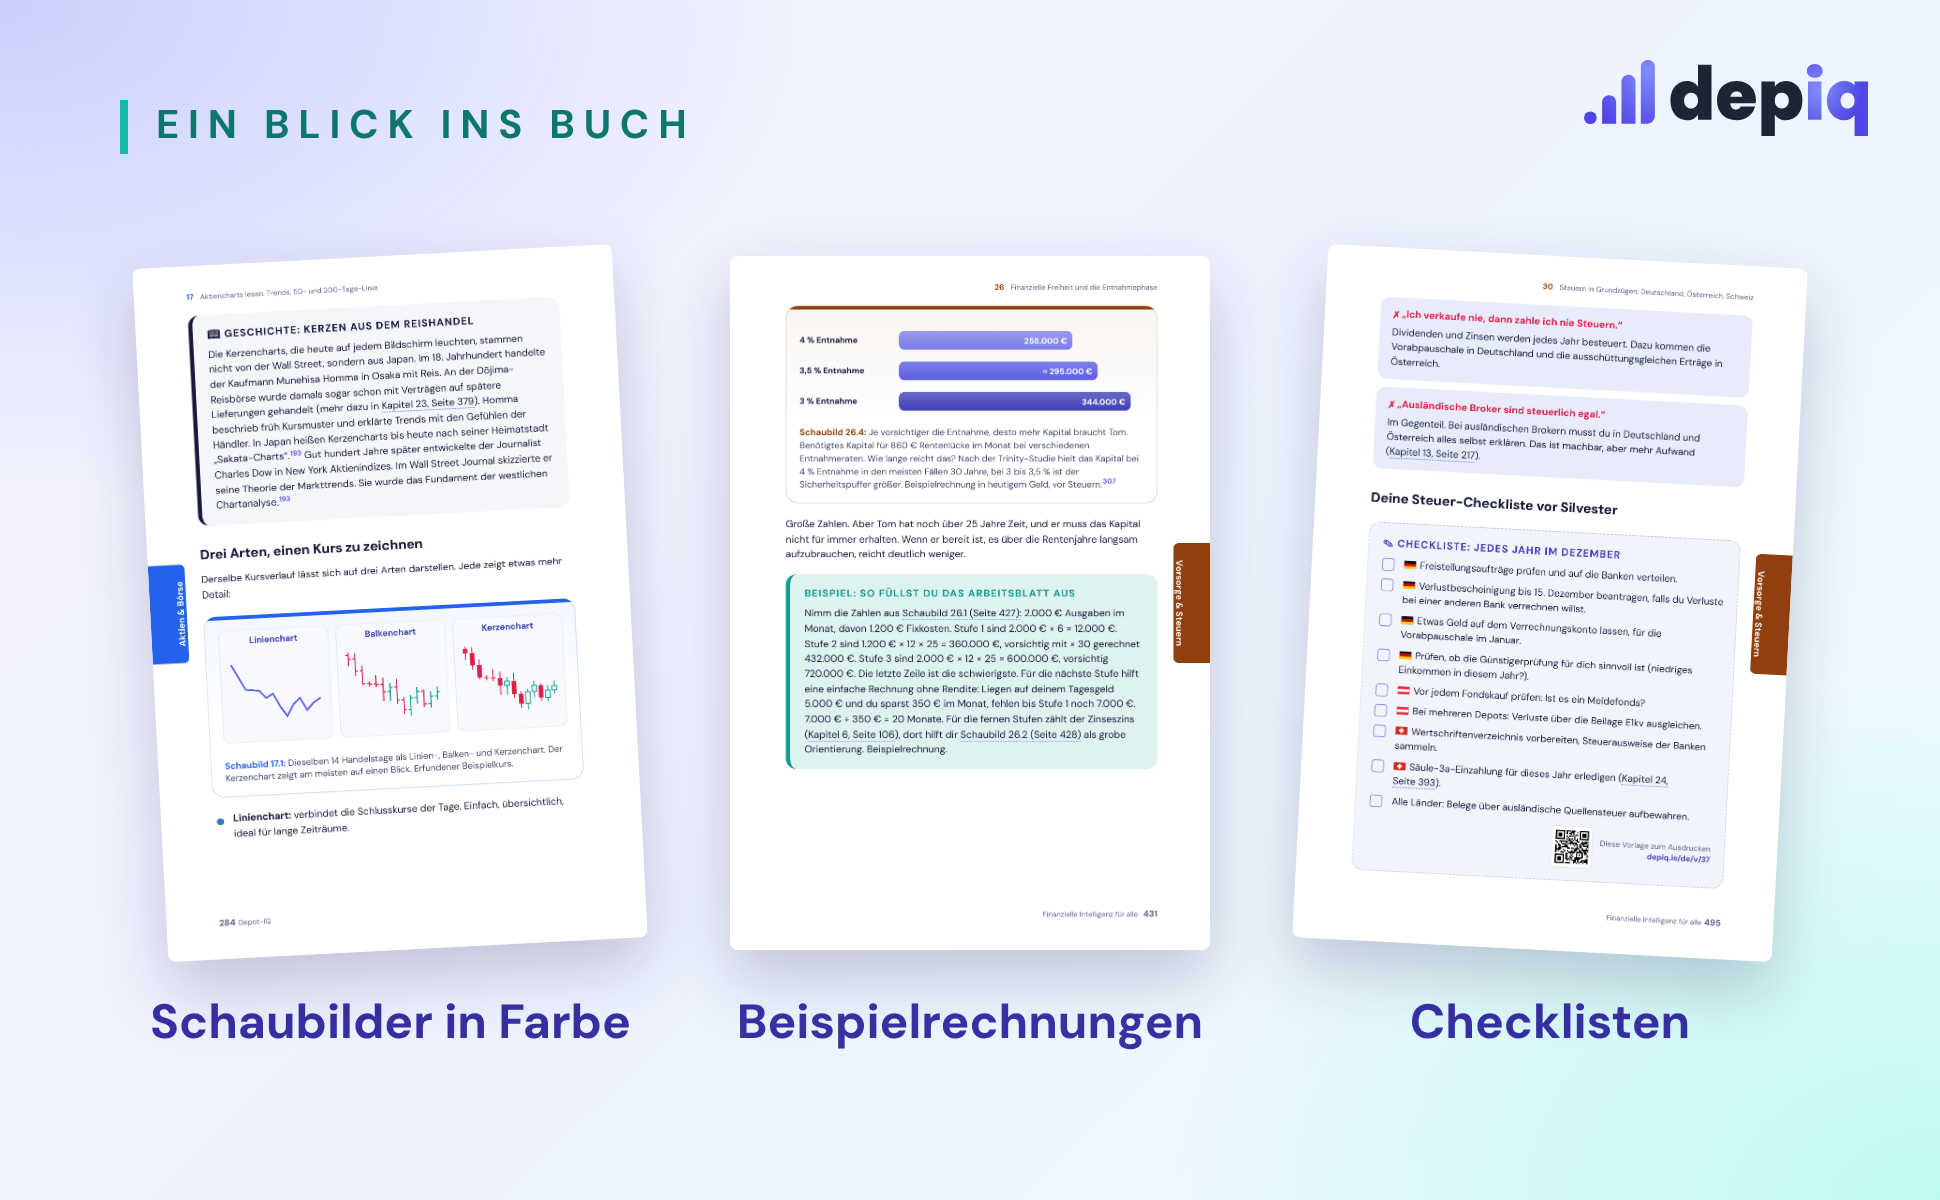 EIN BLICK INS BUCH
depiq
17 Aktiencharts lesen: Trends, 50- und 200-Tage-Linie
GESCHICHTE: KERZEN AUS DEM REISHANDEL
Die Kerzencharts, die heute auf jedem Bildschirm leuchten, stammen
nicht von der Wall Street, sondern aus Japan. Im 18. Jahrhundert handelte
der Kaufmann Munehisa Homma in Osaka mit Reis. An der Dōjima-
Reisbörse wurde damals sogar schon mit Verträgen auf spätere
Lieferungen gehandelt (mehr dazu in Kapitel 23, Seite 379). Homma
beschrieb früh Kursmuster und erklärte Trends mit den Gefühlen der
Händler. In Japan heißen Kerzencharts bis heute nach seiner Heimatstadt
„Sakata-Charts“.193 Gut hundert Jahre später entwickelte der Journalist
Charles Dow in New York Aktienindizes. Im Wall Street Journal skizzierte er
seine Theorie der Markttrends. Sie wurde das Fundament der westlichen
Chartanalyse.193
Drei Arten, einen Kurs zu zeichnen
Derselbe Kursverlauf lässt sich auf drei Arten darstellen. Jede zeigt etwas mehr
Detail:
Aktien & Börse
Linienchart
Balkenchart
Kerzenchart
Schaubild 17.1: Dieselben 14 Handelstage als Linien-, Balken- und Kerzenchart. Der
Kerzenchart zeigt am meisten auf einen Blick. Erfundener Beispielkurs.
Linienchart: verbindet die Schlusskurse der Tage. Einfach, übersichtlich,
ideal für lange Zeiträume.
284 Depot-IQ
26 Finanzielle Freiheit und die Entnahmephase
4 % Entnahme 258.000 €
3,5 % Entnahme ≈ 295.000 €
3 % Entnahme 344.000 €
Schaubild 26.4: Je vorsichtiger die Entnahme, desto mehr Kapital braucht Tom.
Benötigtes Kapital für 860 € Rentenlücke im Monat bei verschiedenen
Entnahmeraten. Wie lange reicht das? Nach der Trinity-Studie hielt das Kapital bei
4 % Entnahme in den meisten Fällen 30 Jahre, bei 3 bis 3,5 % ist der
Sicherheitspuffer größer. Beispielrechnung in heutigem Geld, vor Steuern.307
Große Zahlen. Aber Tom hat noch über 25 Jahre Zeit, und er muss das Kapital
nicht für immer erhalten. Wenn er bereit ist, es über die Rentenjahre langsam
aufzubrauchen, reicht deutlich weniger.
BEISPIEL: SO FÜLLST DU DAS ARBEITSBLATT AUS
Nimm die Zahlen aus Schaubild 26.1 (Seite 427): 2.000 € Ausgaben im
Monat, davon 1.200 € Fixkosten. Stufe 1 sind 2.000 € × 6 = 12.000 €.
Stufe 2 sind 1.200 € × 12 × 25 = 360.000 €, vorsichtig mit × 30 gerechnet
432.000 €. Stufe 3 sind 2.000 € × 12 × 25 = 600.000 €, vorsichtig
720.000 €. Die letzte Zeile ist die schwierigste. Für die nächste Stufe hilft
eine einfache Rechnung ohne Rendite: Liegen auf deinem Tagesgeld
5.000 € und du sparst 350 € im Monat, fehlen bis Stufe 1 noch 7.000 €.
7.000 € ÷ 350 € = 20 Monate. Für die fernen Stufen zählt der Zinseszins
(Kapitel 6, Seite 106), dort hilft dir Schaubild 26.2 (Seite 428) als grobe
Orientierung. Beispielrechnung.
Vorsorge & Steuern
Finanzielle Intelligenz für alle 431
30 Steuern in Grundzügen: Deutschland, Österreich, Schweiz
✗ „Ich verkaufe nie, dann zahle ich nie Steuern.“
Dividenden und Zinsen werden jedes Jahr besteuert. Dazu kommen die
Vorabpauschale in Deutschland und die ausschüttungsgleichen Erträge in
Österreich.
✗ „Ausländische Broker sind steuerlich egal.“
Im Gegenteil. Bei ausländischen Brokern musst du in Deutschland und
Österreich alles selbst erklären. Das ist machbar, aber mehr Aufwand
(Kapitel 13, Seite 217).
Deine Steuer-Checkliste vor Silvester
✎ CHECKLISTE: JEDES JAHR IM DEZEMBER
Freistellungsaufträge prüfen und auf die Banken verteilen.
Verlustbescheinigung bis 15. Dezember beantragen, falls du Verluste
bei einer anderen Bank verrechnen willst.
Etwas Geld auf dem Verrechnungskonto lassen, für die
Vorabpauschale im Januar.
Prüfen, ob die Günstigerprüfung für dich sinnvoll ist (niedriges
Einkommen in diesem Jahr?).
Vor jedem Fondskauf prüfen: Ist es ein Meldefonds?
Bei mehreren Depots: Verluste über die Beilage E1kv ausgleichen.
Wertschriftenverzeichnis vorbereiten, Steuerausweise der Banken
sammeln.
Säule-3a-Einzahlung für dieses Jahr erledigen (Kapitel 24,
Seite 393).
Alle Länder: Belege über ausländische Quellensteuer aufbewahren.
Diese Vorlage zum Ausdrucken
depiq.io/de/v/37
Vorsorge & Steuern
Finanzielle Intelligenz für alle 495
Schaubilder in Farbe
Beispielrechnungen
Checklisten